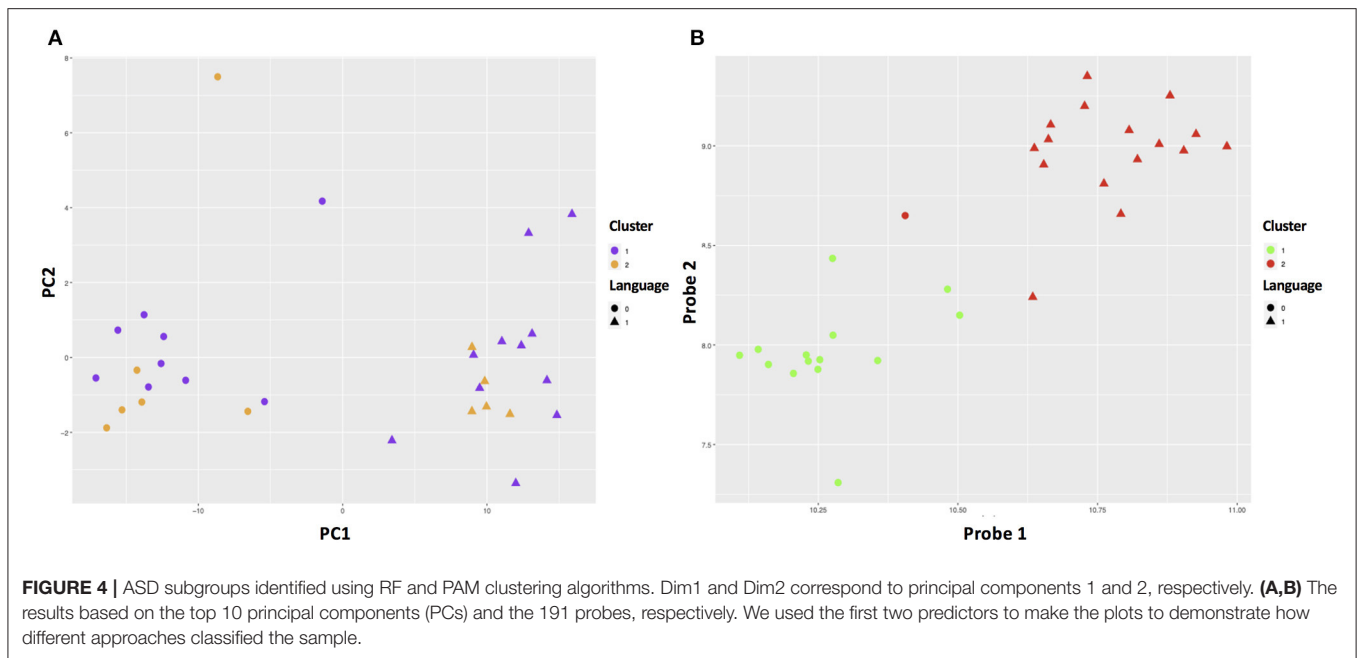 A
B
8
6
4
2
0
−2
PC2
−10
0
10
PC1
Cluster
1
2
Language
0
1
9.0
8.0
7.5
Probe 2
10.25
10.50
10.75
11.00
Probe 1
Cluster
1
2
Language
0
1
FIGURE 4 | ASD subgroups identified using RF and PAM clustering algorithms. Dim1 and Dim2 correspond to principal components 1 and 2, respectively. (A,B) The
results based on the top 10 principal components (PCs) and the 191 probes, respectively. We used the first two predictors to make the plots to demonstrate how
different approaches classified the sample.